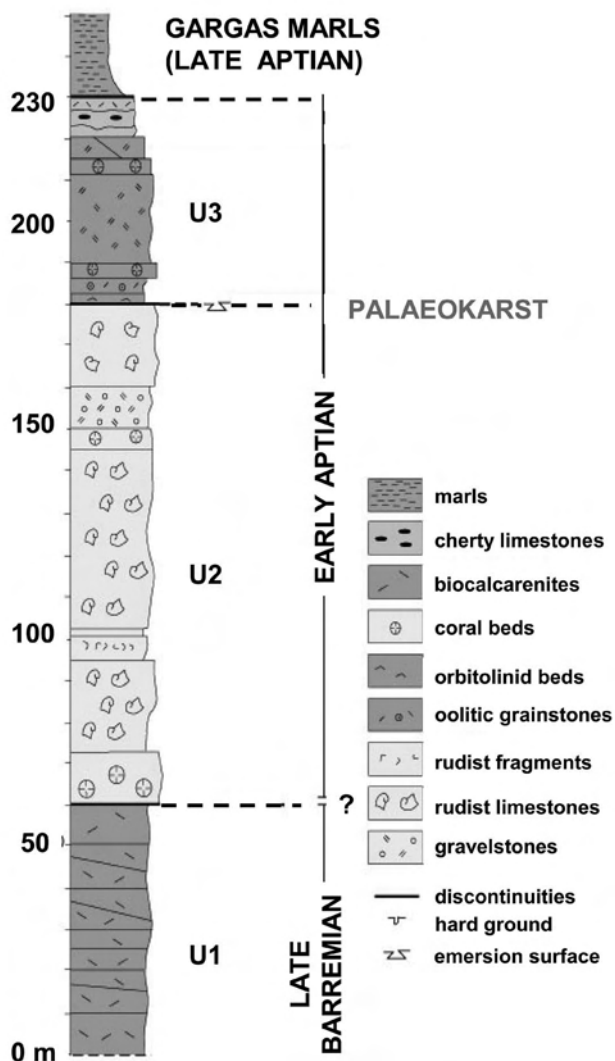 GARGAS MARLS
(LATE APTIAN)
230
U3
200
PALAEOKARST
EARLY APTIAN
150
U2
100
?
50
U1
LATE
BARREMIAN
0 m
marls
cherty limestones
biocalcarenites
coral beds
orbitolinid beds
oolitic grainstones
rudist fragments
rudist limestones
gravelstones
discontinuities
hard ground
emersion surface